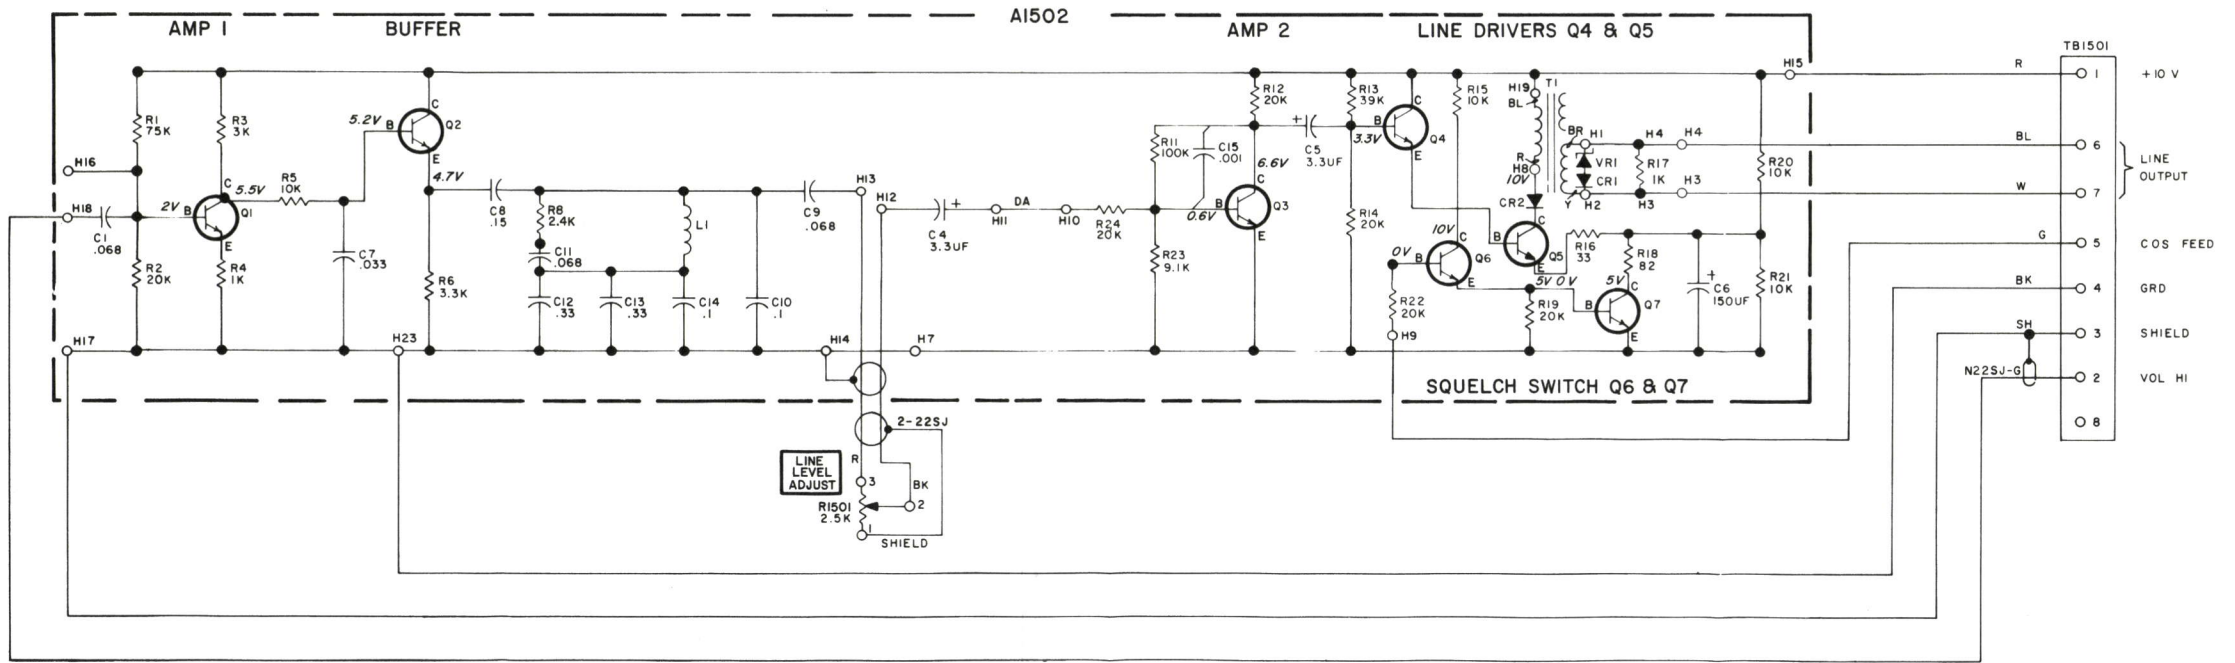 A1502
AMP 1
BUFFER
AMP 2
LINE DRIVERS Q4 & Q5
TB1501
H15
R
1
+10 V
R1
75K
R3
3K
5.2V
B
C
Q2
E
4.7V
H16
H18
C1
.068
2V
B
C
5.5V
Q1
E
R5
10K
R2
20K
R4
1K
C7
.033
R6
3.3K
C8
.15
R8
2.4K
C11
.068
L1
C12
.33
C13
.33
C14
.1
C10
.1
C9
.068
H13
H12
C4
3.3UF
+
H11
DA
H10
R24
20K
R11
100K
C15
.001
R12
20K
6.6V
C
0.6V
B
Q3
E
R23
9.1K
C5
3.3UF
+
R13
39K
3.3V
B
C
Q4
E
R14
20K
R15
10K
H19
BL
T1
R
H8
10V
CR2
BR
H1
VR1
CR1
Y
H2
R17
1K
H4
H4
H3
H3
BL
6
W
7
LINE
OUTPUT
R20
10K
R21
10K
10V
C
0V
B
Q6
E
R22
20K
H9
B
C
Q5
E
5V 0V
R16
33
R18
82
5V
C
B
Q7
E
R19
20K
+
C6
150UF
G
5
COS FEED
BK
4
GRD
SH
3
SHIELD
N22SJ-G
2
VOL HI
8
H17
H23
H14
H7
SQUELCH SWITCH Q6 & Q7
2-22SJ
LINE
LEVEL
ADJUST
R
3
BK
2
R1501
2.5K
1
SHIELD